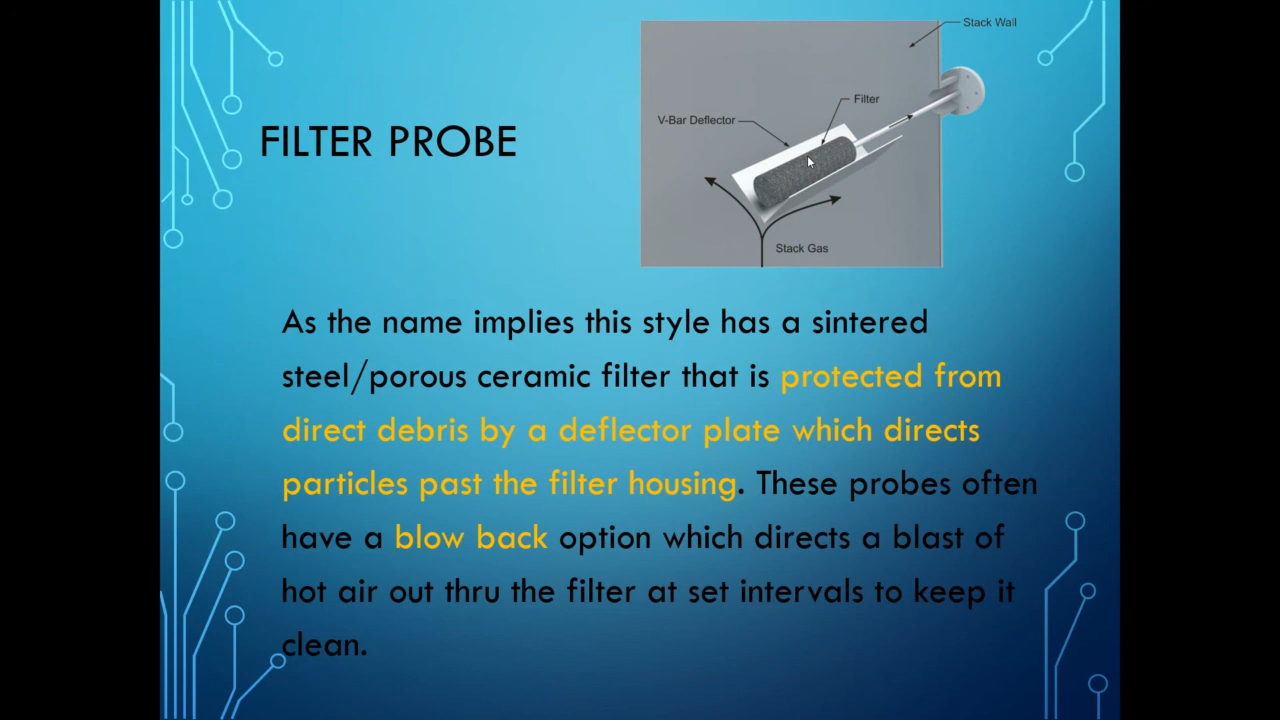 Stack Wall
Filter
V-Bar Deflector
FILTER PROBE
Stack Gas
As the name implies this style has a sintered
steel/porous ceramic filter that is protected from
direct debris by a deflector plate which directs
particles past the filter housing. These probes often
have a blow back option which directs a blast of
hot air out thru the filter at set intervals to keep it
clean.